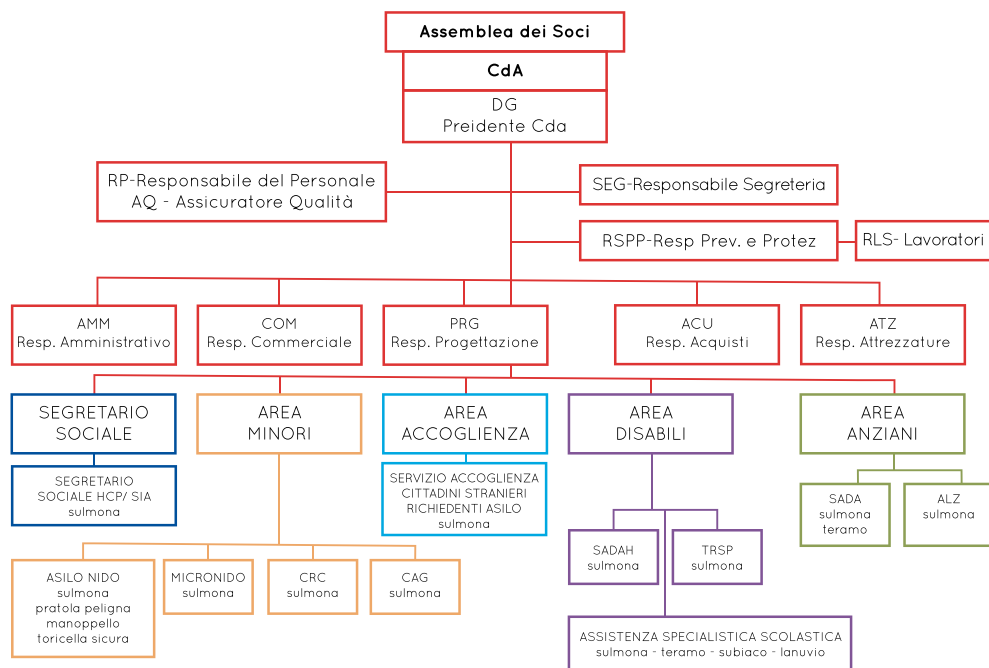 Assemblea dei Soci
CdA
DG
Preidente Cda
RP-Responsabile del Personale
AQ - Assicuratore Qualità
SEG-Responsabile Segreteria
RSPP-Resp Prev. e Protez
RLS- Lavoratori
AMM
Resp. Amministrativo
COM
Resp. Commerciale
PRG
Resp. Progettazione
ACU
Resp. Acquisti
ATZ
Resp. Attrezzature
SEGRETARIO
SOCIALE
AREA
MINORI
AREA
ACCOGLIENZA
AREA
DISABILI
AREA
ANZIANI
SEGRETARIO
SOCIALE HCP/ SIA
sulmona
SERVIZIO ACCOGLIENZA
CITTADINI STRANIERI
RICHIEDENTI ASILO
sulmona
SADA
sulmona
teramo
ALZ
sulmona
SADAH
sulmona
TRSP
sulmona
ASILO NIDO
sulmona
pratola peligna
manoppello
toricella sicura
MICRONIDO
sulmona
CRC
sulmona
CAG
sulmona
ASSISTENZA SPECIALISTICA SCOLASTICA
sulmona - teramo - subiaco - lanuvio